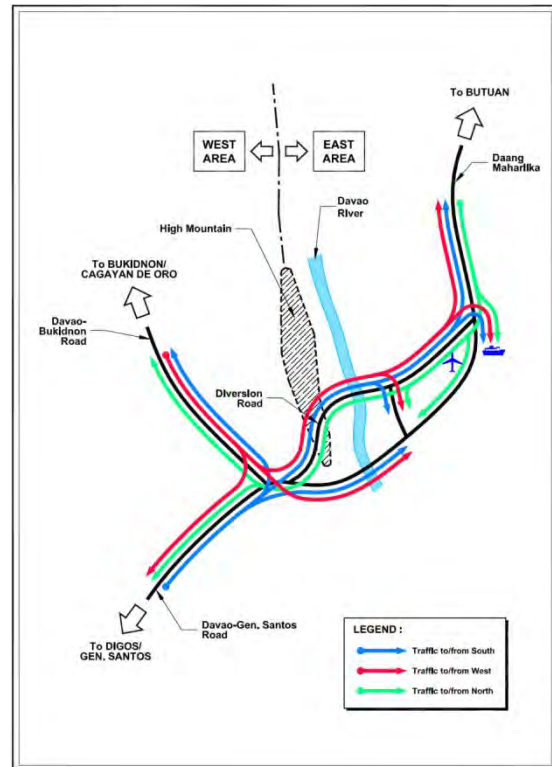 To BUTUAN
WEST
AREA
EAST
AREA
Daang
Maharlika
Davao
River
High Mountain
To BUKIDNON/
CAGAYAN DE ORO
Davao-
Bukidnon
Road
Diversion
Road
Davao-Gen. Santos
Road
To DIGOS/
GEN. SANTOS
LEGEND :
Traffic to/from South
Traffic to/from West
Traffic to/from North